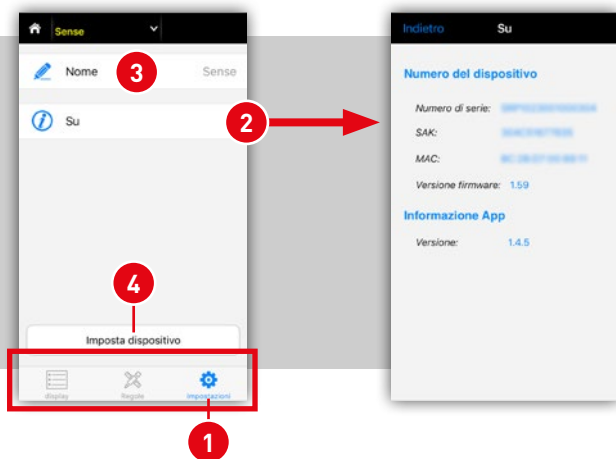 Sense
Nome
3
Sense
Su
2
4
Imposta dispositivo
display
Regole
impostazioni
1
Indietro
Su
Numero del dispositivo
Numero di serie:
SAK:
MAC:
Versione firmware: 1.59
Informazione App
Versione: 1.4.5